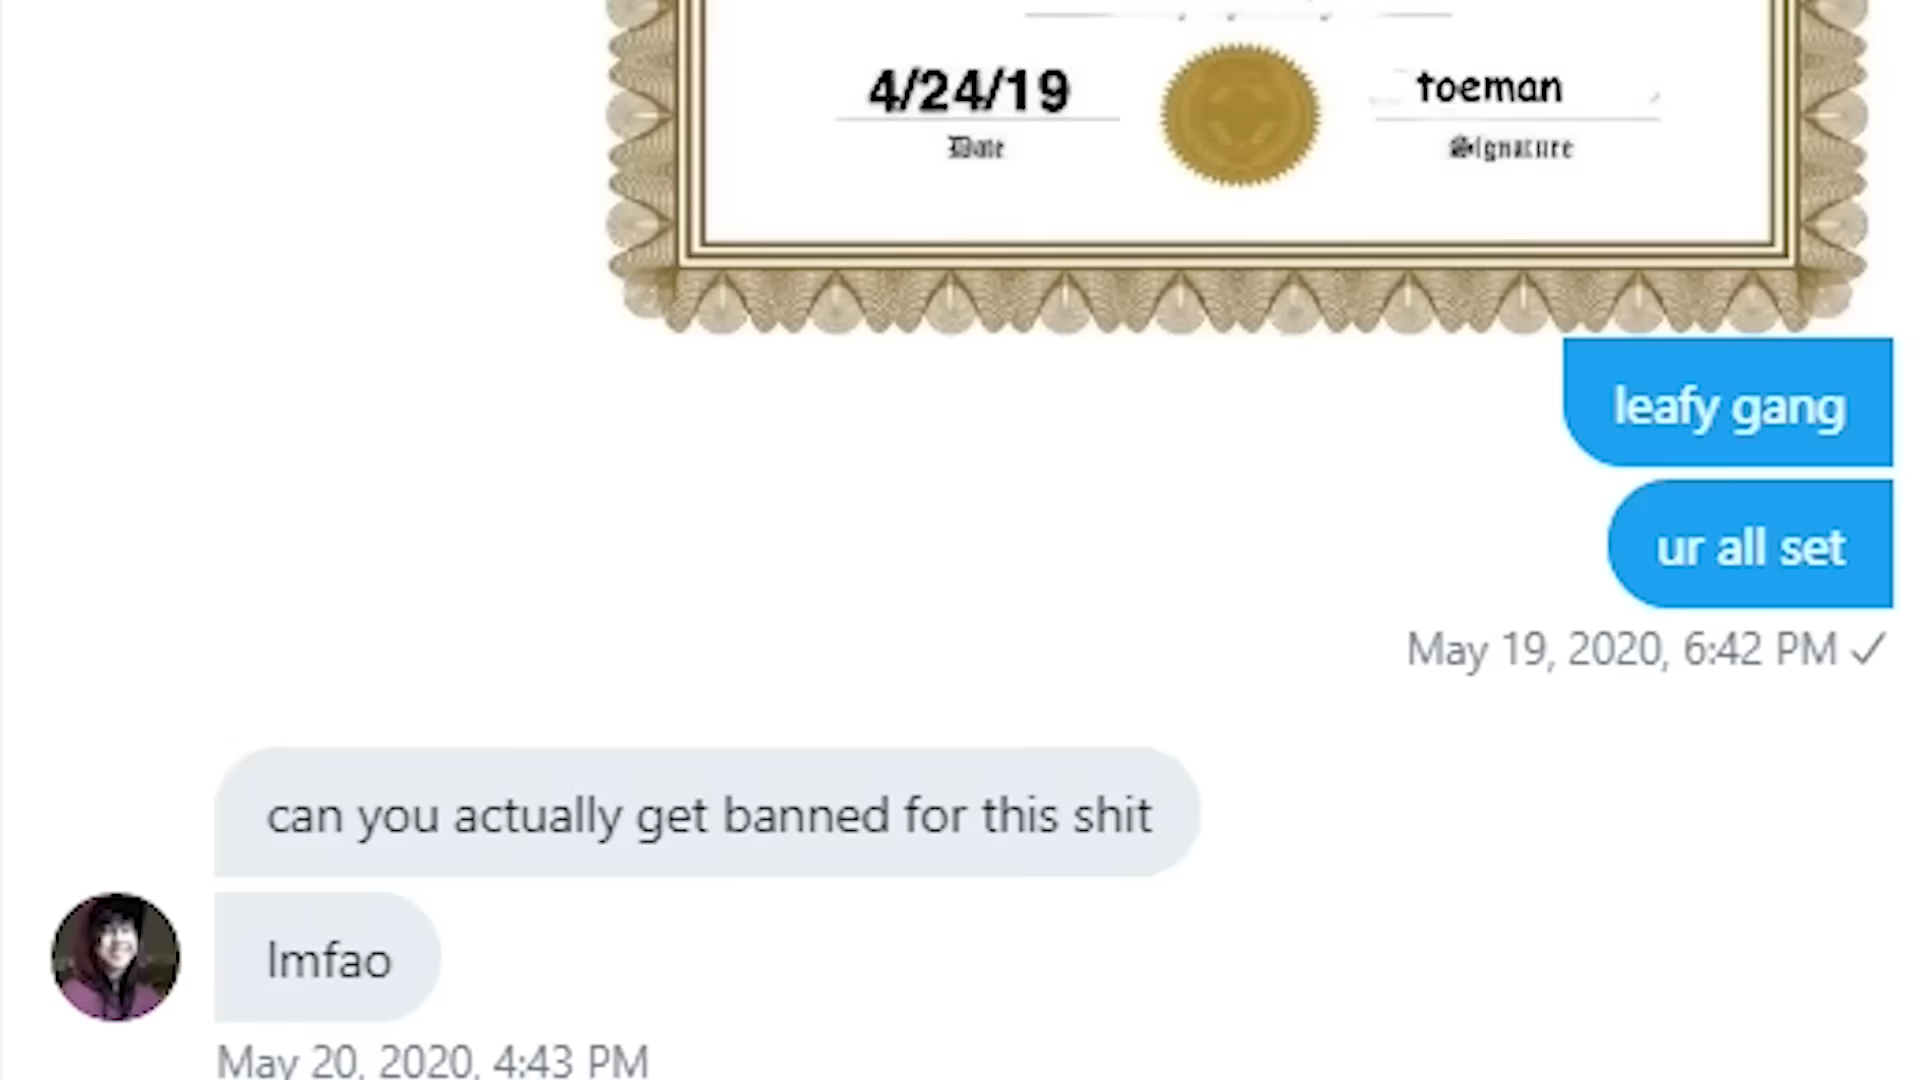 4/24/19
toeman
Date
Signature
leafy gang
ur all set
May 19, 2020, 6:42 PM ✓
can you actually get banned for this shit
lmfao
May 20, 2020, 4:43 PM